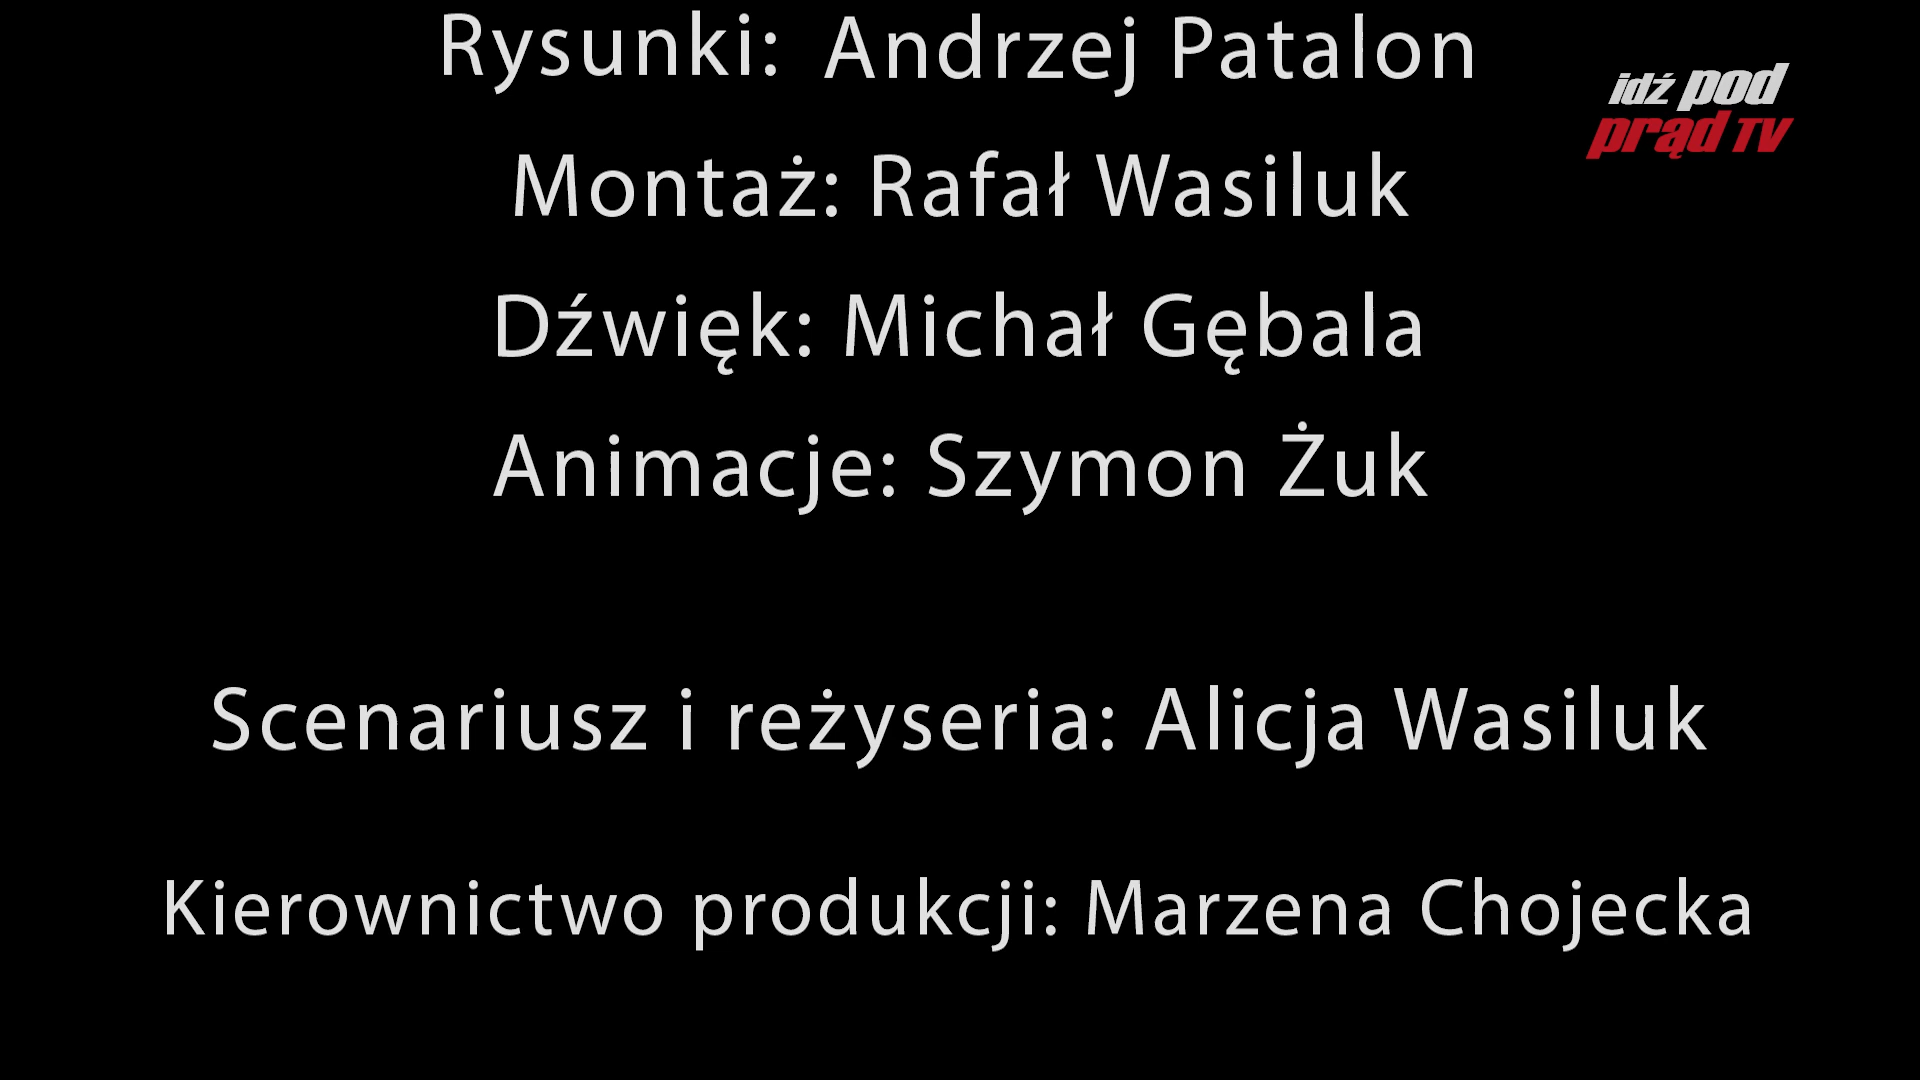 Rysunki: Andrzej Patalon
idź pod
prąd TV
Montaż: Rafał Wasiluk
Dźwięk: Michał Gębala
Animacje: Szymon Żuk
Scenariusz i reżyseria: Alicja Wasiluk
Kierownictwo produkcji: Marzena Chojecka